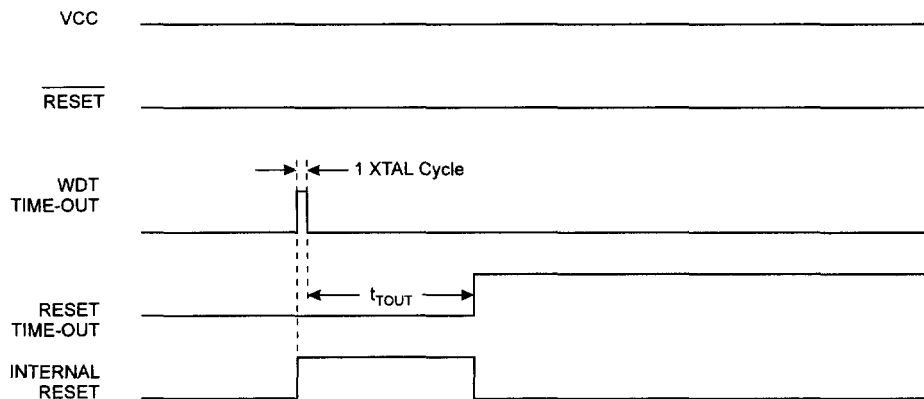 VCC
RESET
1 XTAL Cycle
WDT
TIME-OUT
tTOUT
RESET
TIME-OUT
INTERNAL
RESET